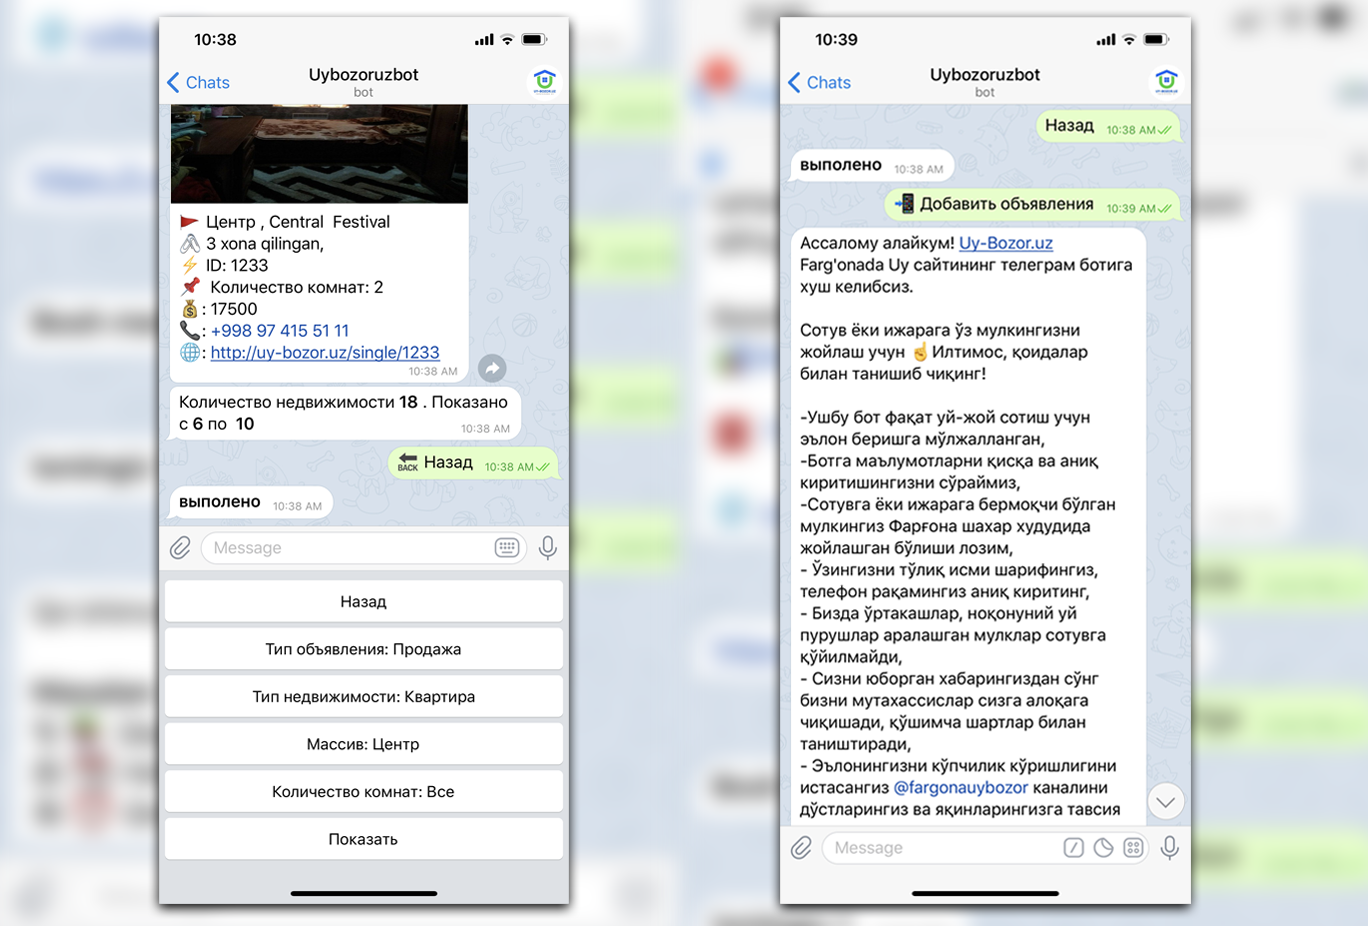 10:38
Chats
Uybozoruzbot
bot
UY-BOZOR.UZ
Центр , Central Festival
3 xona qilingan,
ID: 1233
Количество комнат: 2
: 17500
: +998 97 415 51 11
: http://uy-bozor.uz/single/1233
10:38 AM
Количество недвижимости 18 . Показано
с 6 по 10
10:38 AM
BACK Назад 10:38 AM
выполено 10:38 AM
Message
Назад
Тип объявления: Продажа
Тип недвижимости: Квартира
Массив: Центр
Количество комнат: Все
Показать
10:39
Chats
Uybozoruzbot
bot
UY-BOZOR.UZ
Назад 10:38 AM
выполено 10:38 AM
Добавить объявления 10:39 AM
Ассалому алайкум! Uy-Bozor.uz
Farg'onada Uy сайтининг телеграм ботига
хуш келибсиз.
Сотув ёки ижарага ўз мулкингизни
жойлаш учун ☝Илтимос, қоидалар
билан танишиб чиқинг!
-Ушбу бот фақат уй-жой сотиш учун
эълон беришга мўлжалланган,
-Ботга маълумотларни қисқа ва аниқ
киритишингизни сўраймиз,
-Сотувга ёки ижарага бермоқчи бўлган
мулкингиз Фарғона шахар худудида
жойлашган бўлиши лозим,
- Ўзингизни тўлиқ исми шарифингиз,
телефон рақамингиз аниқ киритинг,
- Бизда ўртакашлар, ноқонуний уй
пурушлар аралашган мулклар сотувга
қўйилмайди,
- Сизни юборган хабарингиздан сўнг
бизни мутахассислар сизга алоқага
чиқишади, қўшимча шартлар билан
таништиради,
- Эълонингизни кўпчилик кўришлигини
истасангиз @fargonauybozor каналини
дўстларингиз ва яқинларингизга тавсия
Message